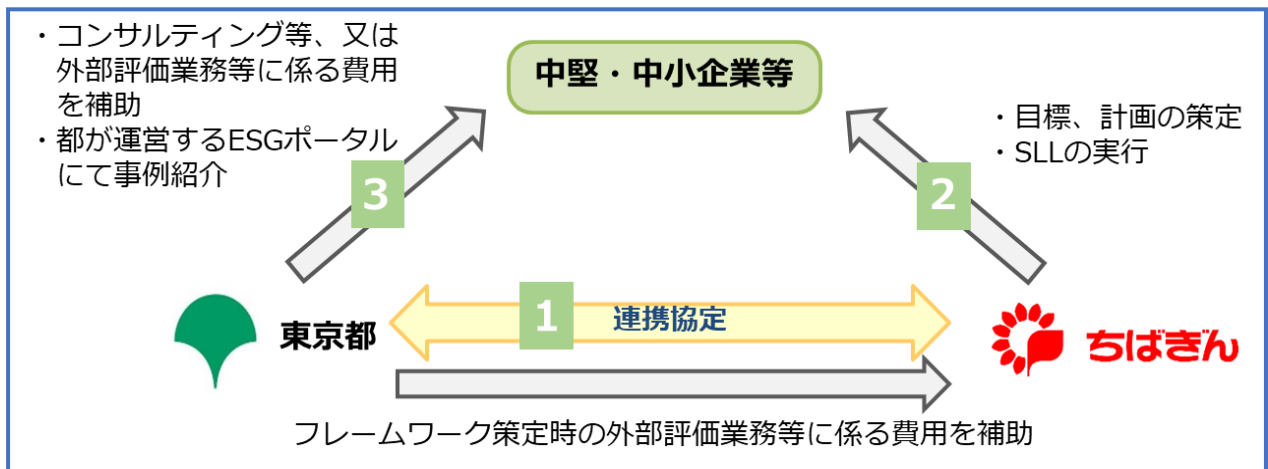 ・コンサルティング等、又は
外部評価業務等に係る費用
を補助
・都が運営するESGポータル
にて事例紹介
中堅・中小企業等
・目標、計画の策定
・SLLの実行
3
2
東京都
1
連携協定
ちばぎん
フレームワーク策定時の外部評価業務等に係る費用を補助